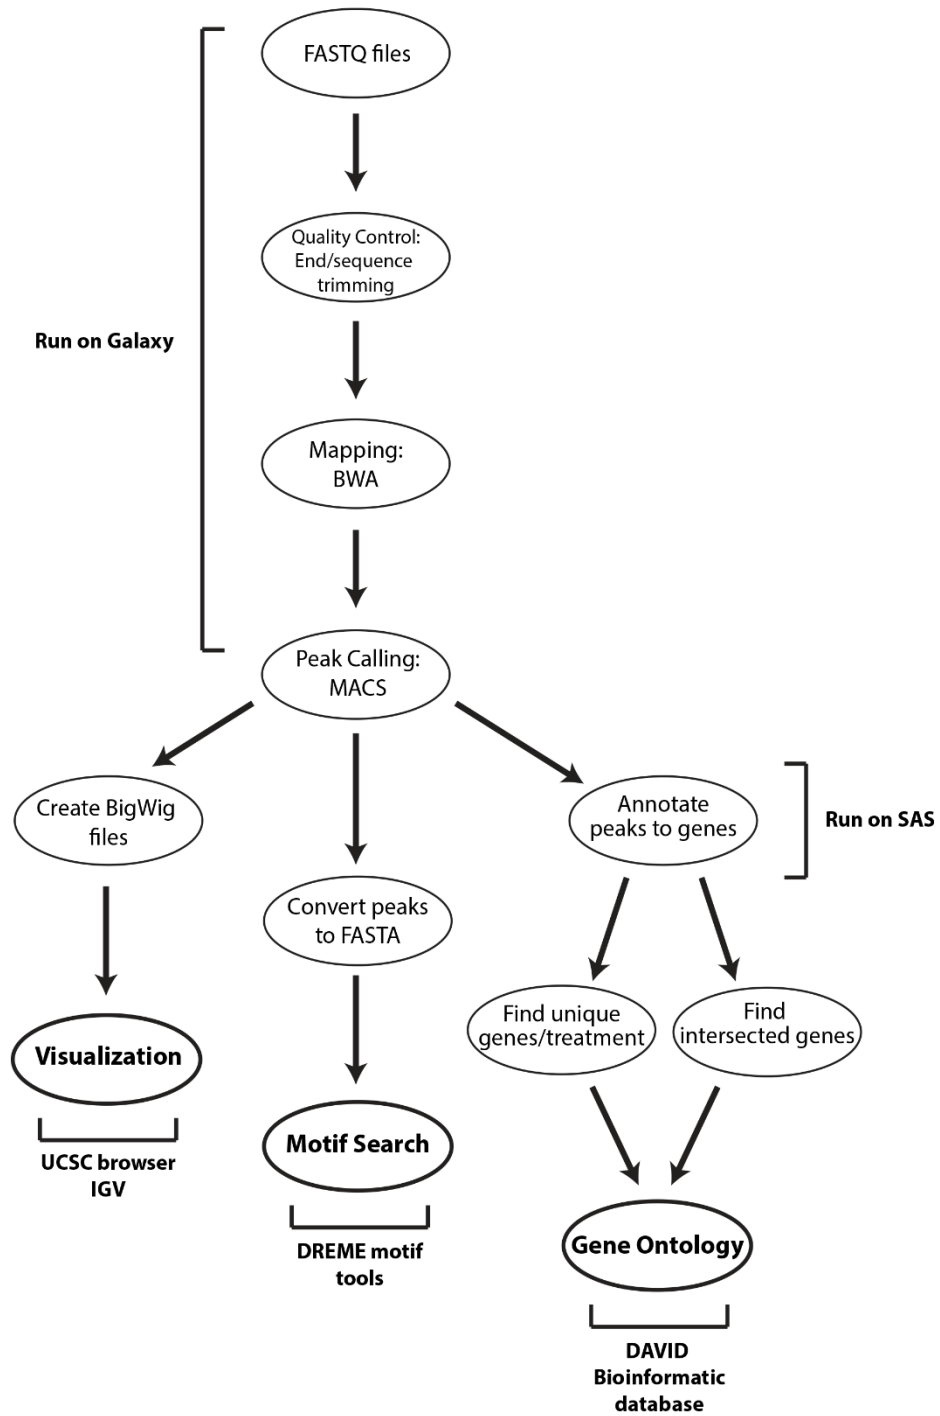 FASTQ files
Quality Control:
End/sequence
trimming
Run on Galaxy
Mapping:
BWA
Peak Calling:
MACS
Create BigWig
files
Annotate
peaks to genes
Run on SAS
Convert peaks
to FASTA
Find unique
genes/treatment
Find
intersected genes
Visualization
UCSC browser
IGV
Motif Search
DREME motif
tools
Gene Ontology
DAVID
Bioinformatic
database